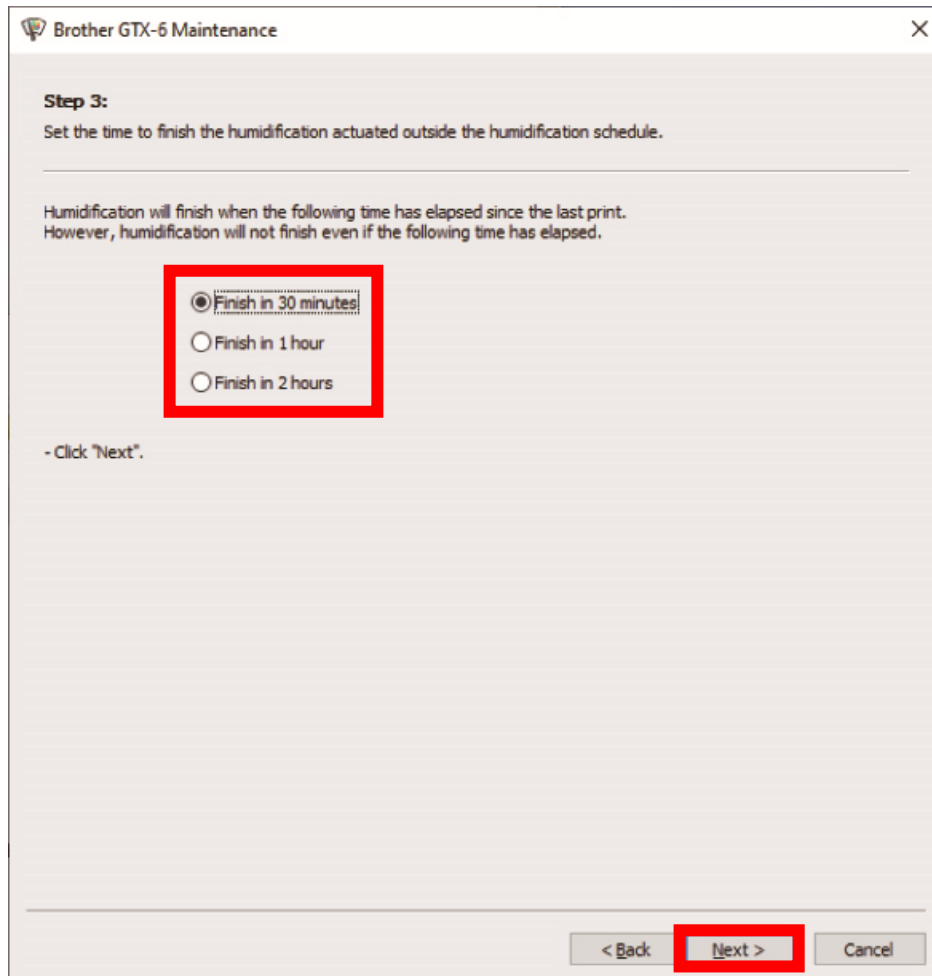 Brother GTX-6 Maintenance
Step 3:
Set the time to finish the humidification actuated outside the humidification schedule.
Humidification will finish when the following time has elapsed since the last print.
However, humidification will not finish even if the following time has elapsed.
Finish in 30 minutes
Finish in 1 hour
Finish in 2 hours
- Click "Next".
< Back Next > Cancel